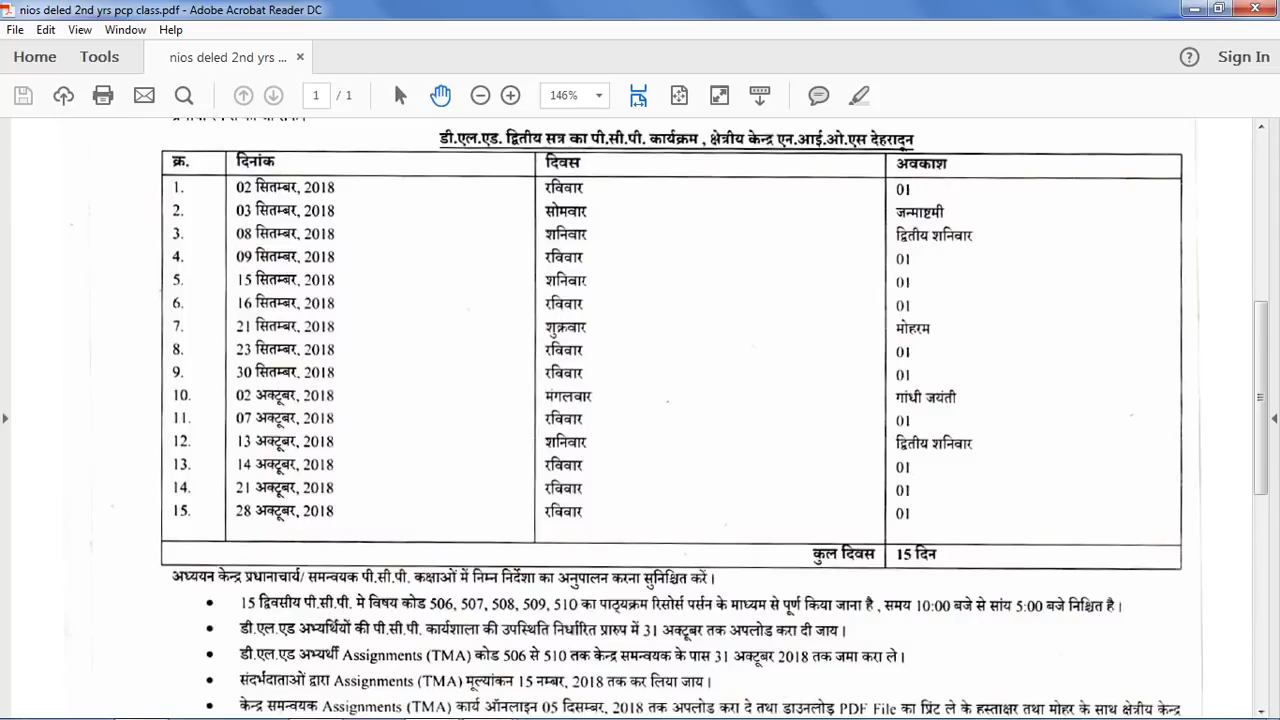 nios deled 2nd yrs pcp class.pdf - Adobe Acrobat Reader DC
File Edit View Window Help
Home Tools nios deled 2nd yrs ... × ? Sign In
1 / 1 146%
डी.एल.एड. द्वितीय सत्र का पी.सी.पी. कार्यक्रम , क्षेत्रीय केन्द्र एन.आई.ओ.एस देहरादून
क्र. दिनांक दिवस अवकाश
1. 02 सितम्बर, 2018 रविवार 01
2. 03 सितम्बर, 2018 सोमवार जन्माष्टमी
3. 08 सितम्बर, 2018 शनिवार द्वितीय शनिवार
4. 09 सितम्बर, 2018 रविवार 01
5. 15 सितम्बर, 2018 शनिवार 01
6. 16 सितम्बर, 2018 रविवार 01
7. 21 सितम्बर, 2018 शुक्रवार मोहरम
8. 23 सितम्बर, 2018 रविवार 01
9. 30 सितम्बर, 2018 रविवार 01
10. 02 अक्टूबर, 2018 मंगलवार गांधी जयंती
11. 07 अक्टूबर, 2018 रविवार 01
12. 13 अक्टूबर, 2018 शनिवार द्वितीय शनिवार
13. 14 अक्टूबर, 2018 रविवार 01
14. 21 अक्टूबर, 2018 रविवार 01
15. 28 अक्टूबर, 2018 रविवार 01
कुल दिवस 15 दिन
अध्ययन केन्द्र प्रधानाचार्य/ समन्वयक पी.सी.पी. कक्षाओं में निम्न निर्देशा का अनुपालन करना सुनिश्चित करें।
• 15 द्विवसीय पी.सी.पी. मे विषय कोड 506, 507, 508, 509, 510 का पाठ्यक्रम रिसोर्स पर्सन के माध्यम से पूर्ण किया जाना है , समय 10:00 बजे से सांय 5:00 बजे निश्चित है।
• डी.एल.एड अभ्यर्थियों की पी.सी.पी. कार्यशाला की उपस्थिति निर्धारित प्रारुप में 31 अक्टूबर तक अपलोड करा दी जाय।
• डी.एल.एड अभ्यर्थी Assignments (TMA) कोड 506 से 510 तक केन्द्र समन्वयक के पास 31 अक्टूबर 2018 तक जमा करा ले।
• संदर्भदाताओं द्वारा Assignments (TMA) मूल्यांकन 15 नम्बर, 2018 तक कर लिया जाय।
• केन्द्र समन्वयक Assignments (TMA) कार्य ऑनलाइन 05 दिसम्बर, 2018 तक अपलोड करा दे तथा डाउनलोड PDF File का प्रिंट ले के हस्ताक्षर तथा मोहर के साथ क्षेत्रीय केन्द्र